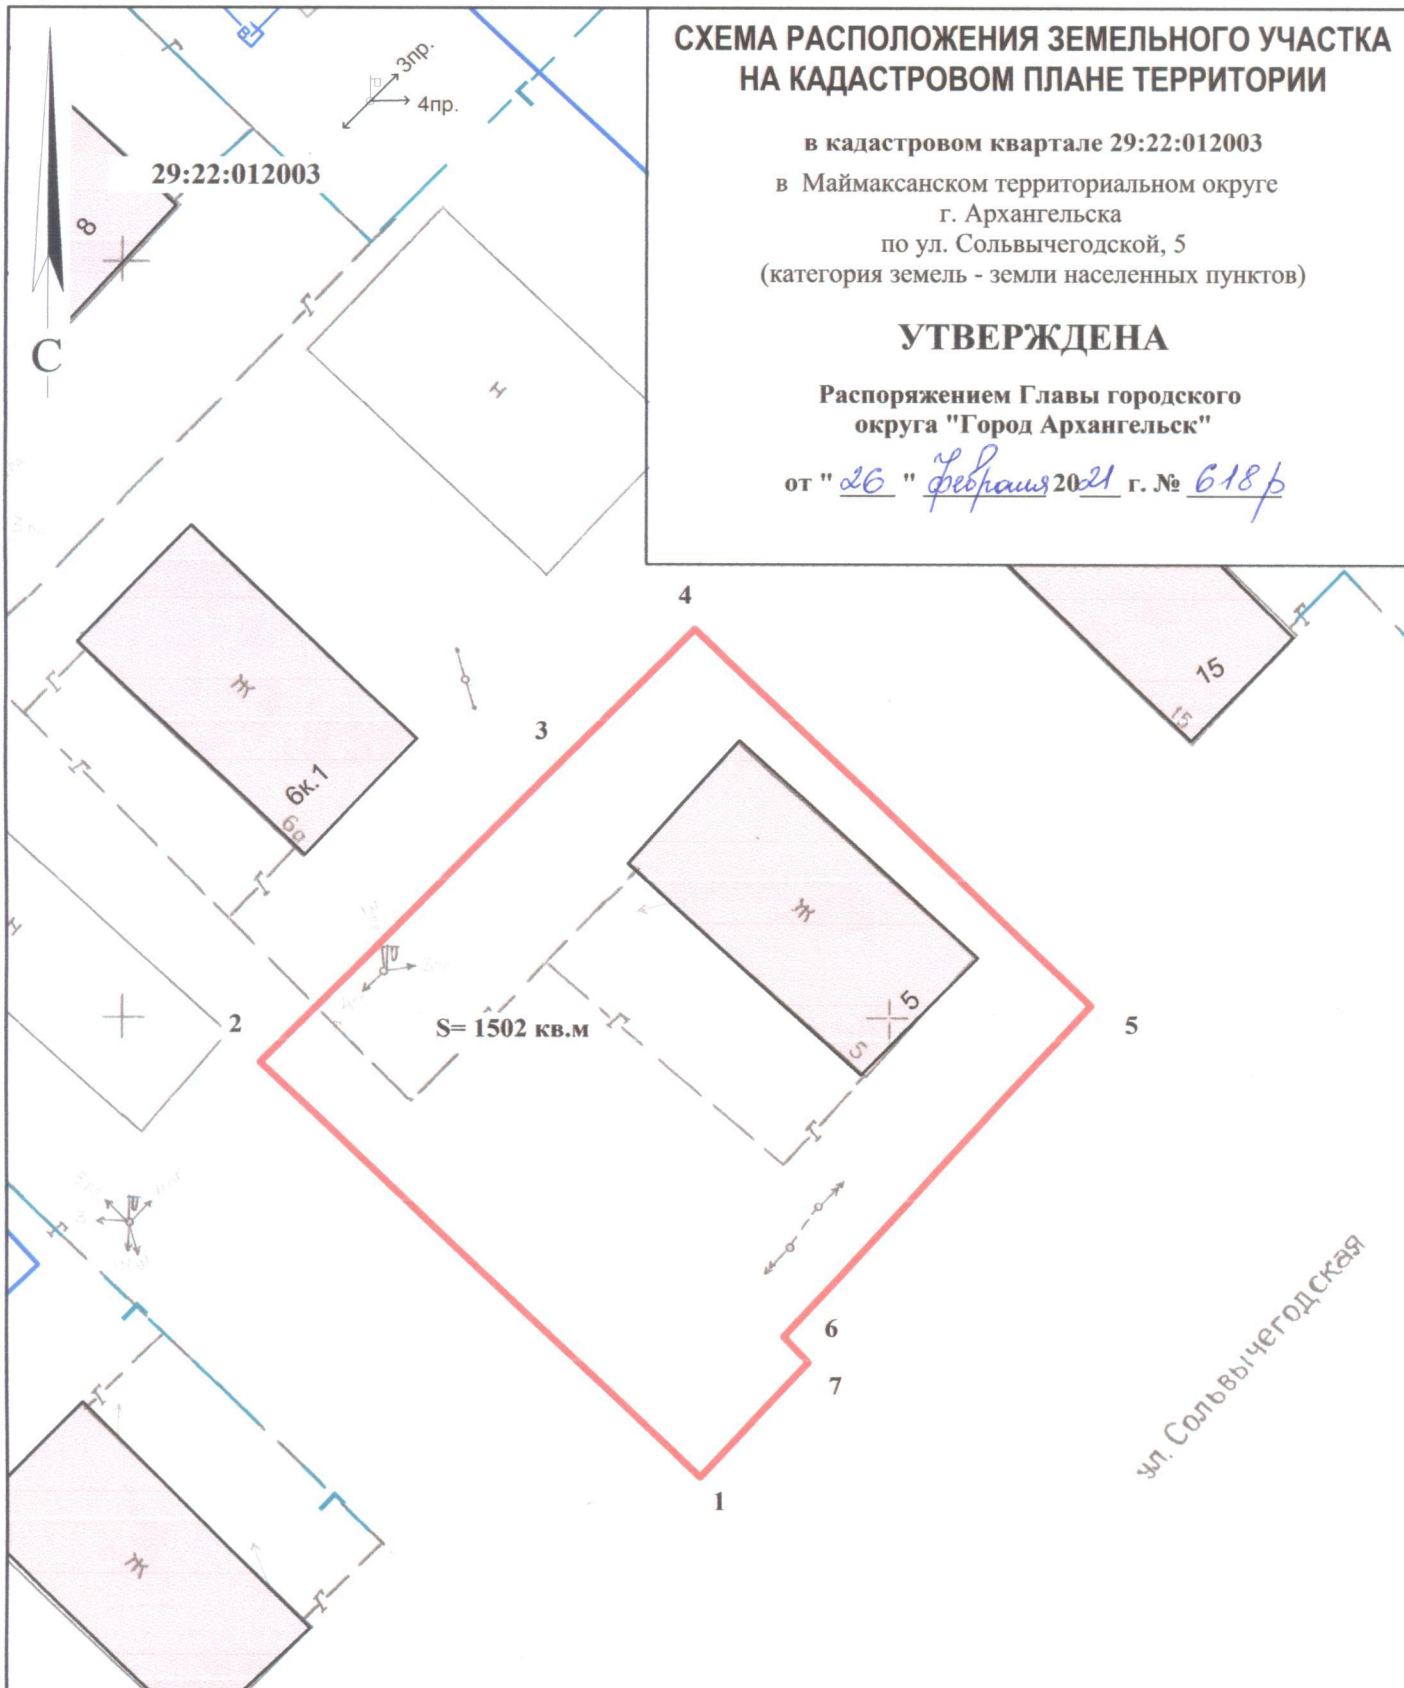 СХЕМА РАСПОЛОЖЕНИЯ ЗЕМЕЛЬНОГО УЧАСТКА
НА КАДАСТРОВОМ ПЛАНЕ ТЕРРИТОРИИ
в кадастровом квартале 29:22:012003
в Маймаксанском территориальном округе
г. Архангельска
по ул. Сольвычегодской, 5
(категория земель - земли населенных пунктов)
УТВЕРЖДЕНА
Распоряжением Главы городского
округа "Город Архангельск"
от "26" февраля 2021 г. № 618р
3пр.
4пр.
29:22:012003
8
С
н
4
15
15
ж
3
6к.1
6а
ж
н
2
S= 1502 кв.м
5
5
5
6
7
ул. Сольвычегодская
1
ж